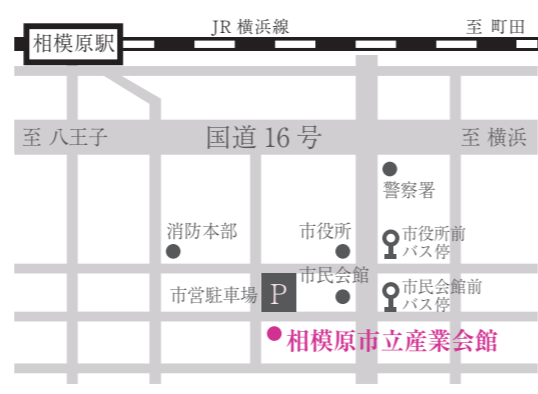 JR 横浜線
至 町田
相模原駅
至 八王子
国道 16 号
至 横浜
警察署
消防本部
市役所
市役所前
バス停
市民会館
市営駐車場
P
市民会館前
バス停
相模原市立産業会館